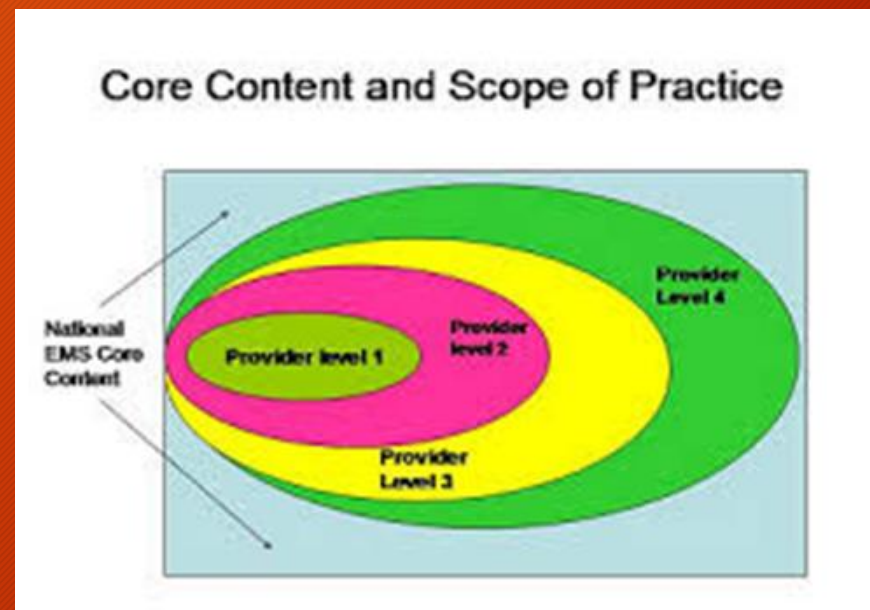 Core Content and Scope of Practice
National
EMS Core
Content
Provider level 1
Provider
level 2
Provider
Level 3
Provider
Level 4